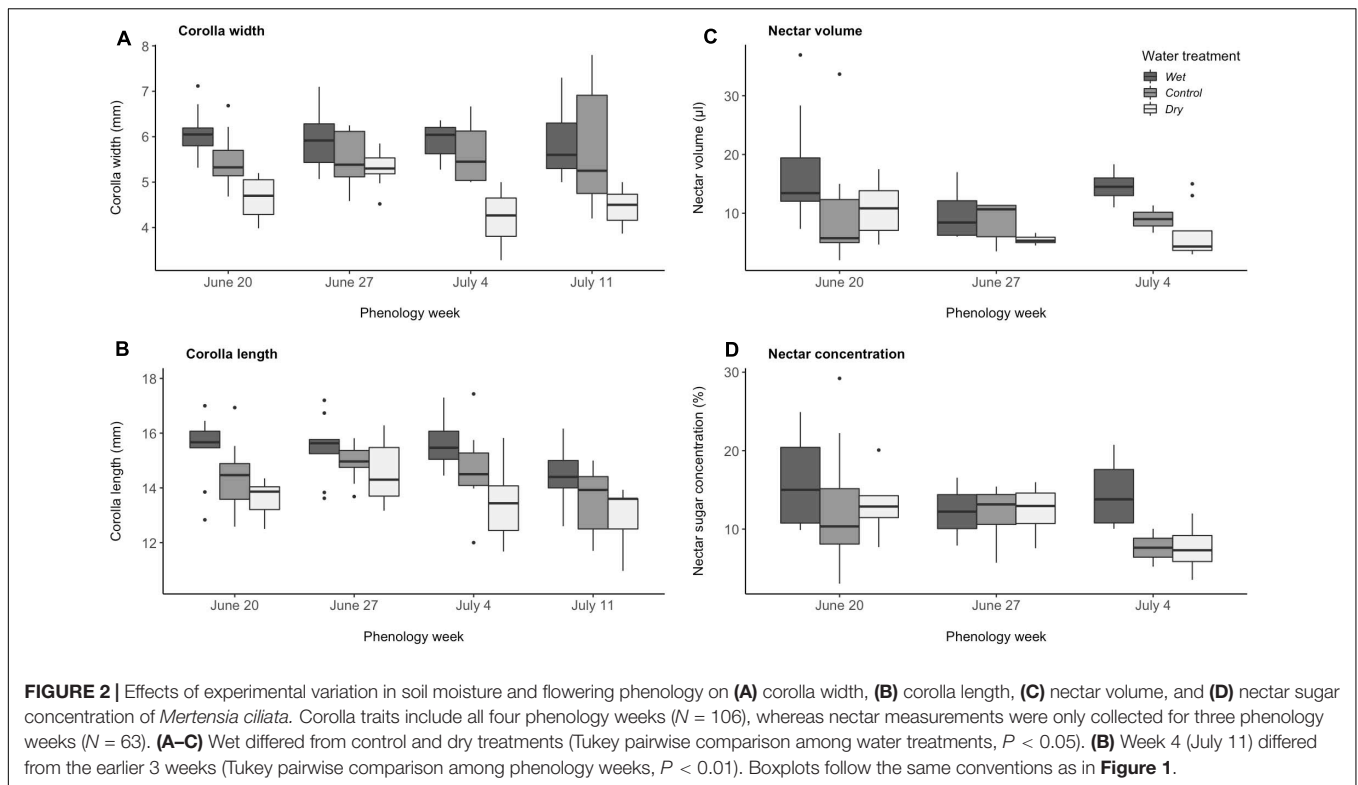 A Corolla width
8
7
6
5
4
Corolla width (mm)
June 20 June 27 July 4 July 11
Phenology week
C Nectar volume
Water treatment
Wet
Control
Dry
30
20
10
Nectar volume (µl)
June 20 June 27 July 4
Phenology week
B Corolla length
18
16
14
12
Corolla length (mm)
June 20 June 27 July 4 July 11
Phenology week
D Nectar concentration
30
20
10
Nectar sugar concentration (%)
June 20 June 27 July 4
Phenology week
FIGURE 2 | Effects of experimental variation in soil moisture and flowering phenology on (A) corolla width, (B) corolla length, (C) nectar volume, and (D) nectar sugar
concentration of Mertensia ciliata. Corolla traits include all four phenology weeks (N = 106), whereas nectar measurements were only collected for three phenology
weeks (N = 63). (A–C) Wet differed from control and dry treatments (Tukey pairwise comparison among water treatments, P < 0.05). (B) Week 4 (July 11) differed
from the earlier 3 weeks (Tukey pairwise comparison among phenology weeks, P < 0.01). Boxplots follow the same conventions as in Figure 1.